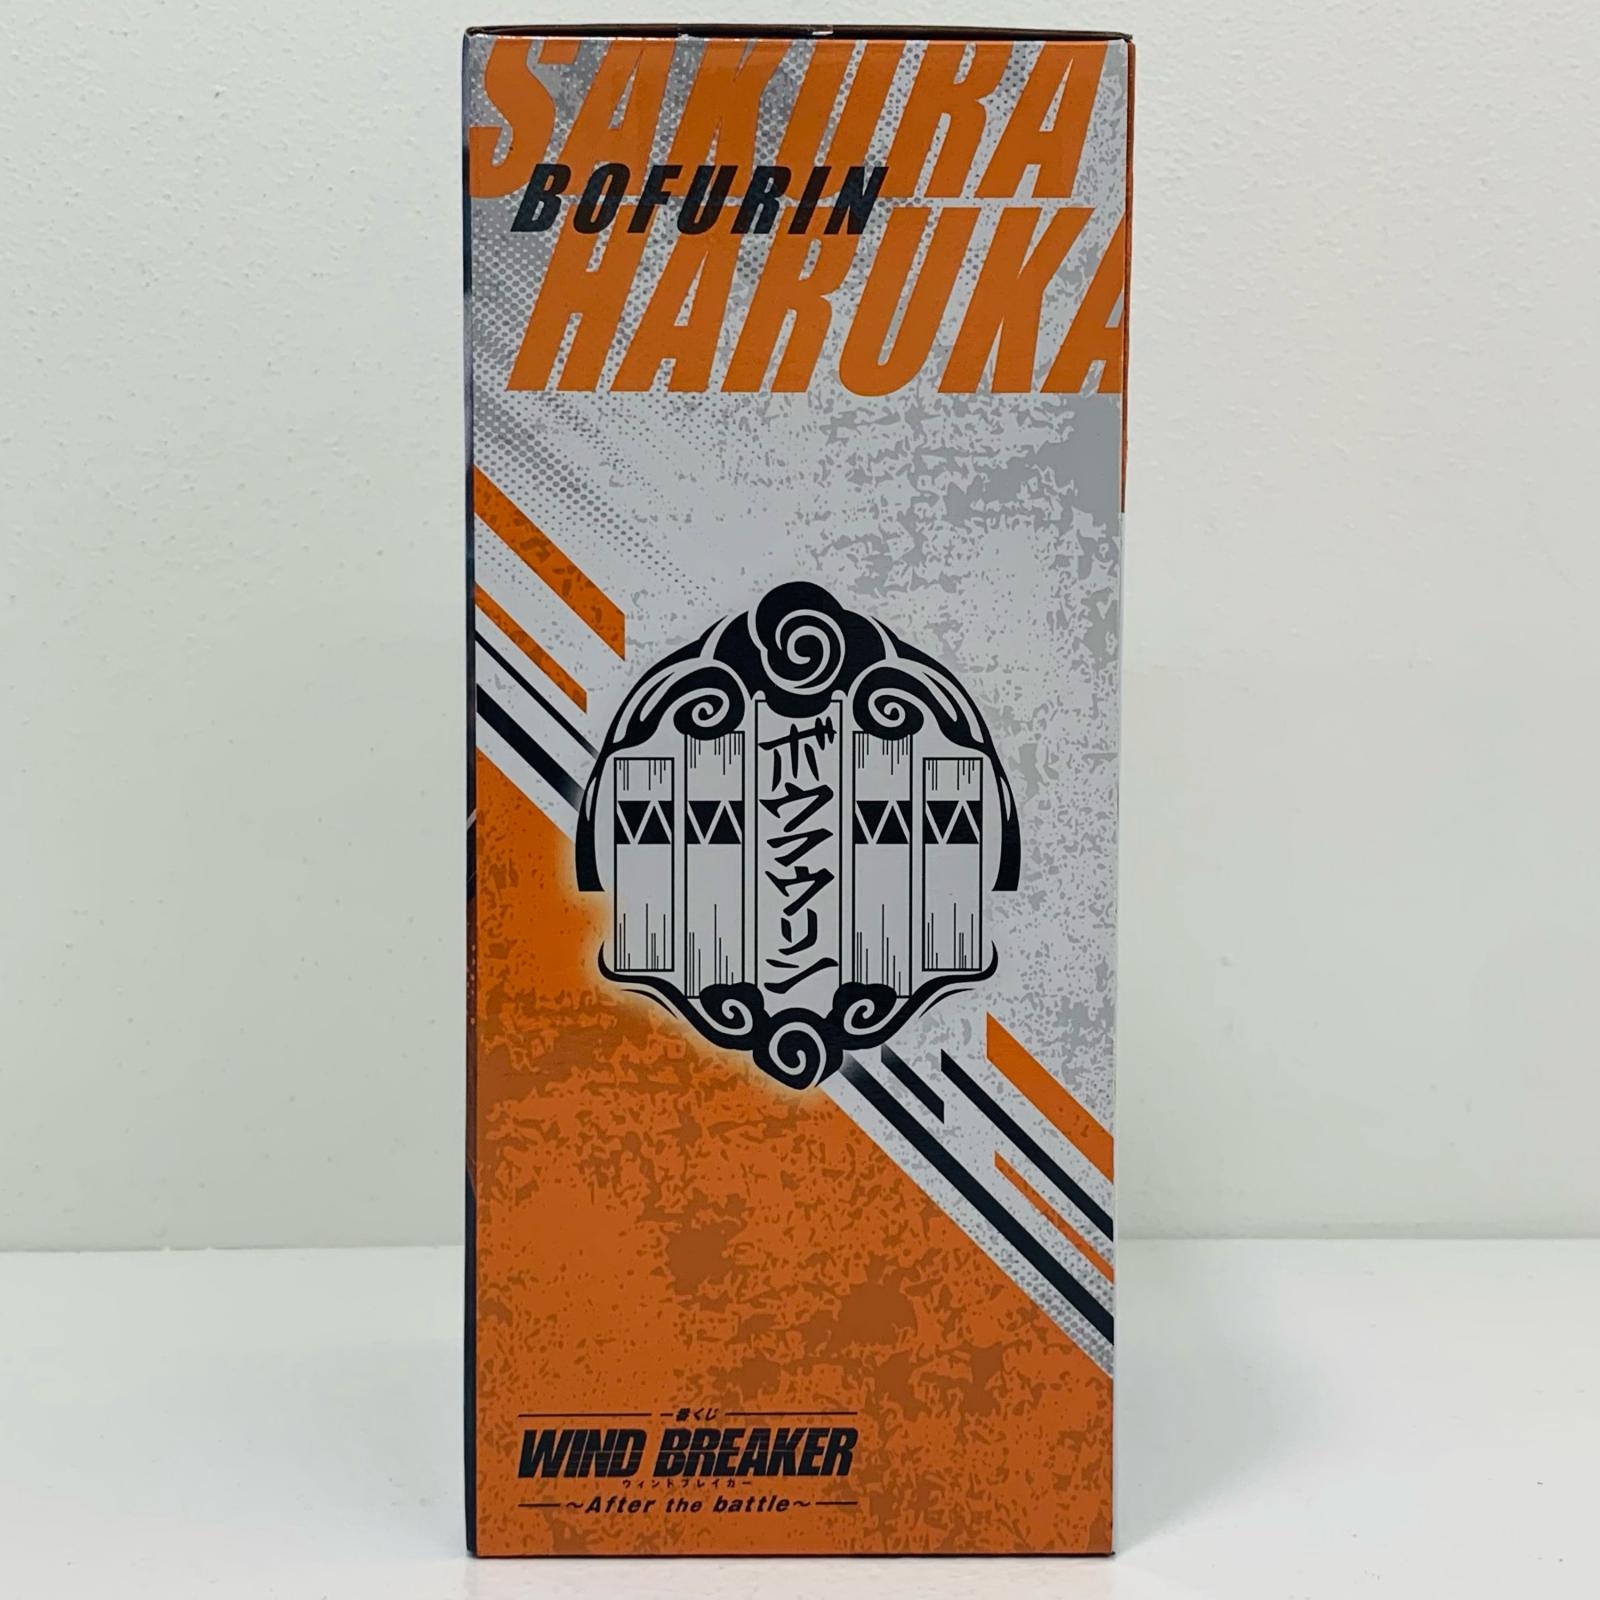 SAKURA
BOFURIN
HARUKA
ボウフウリン
一番くじ
WIND BREAKER
ウィンドブレイカー
～After the battle～